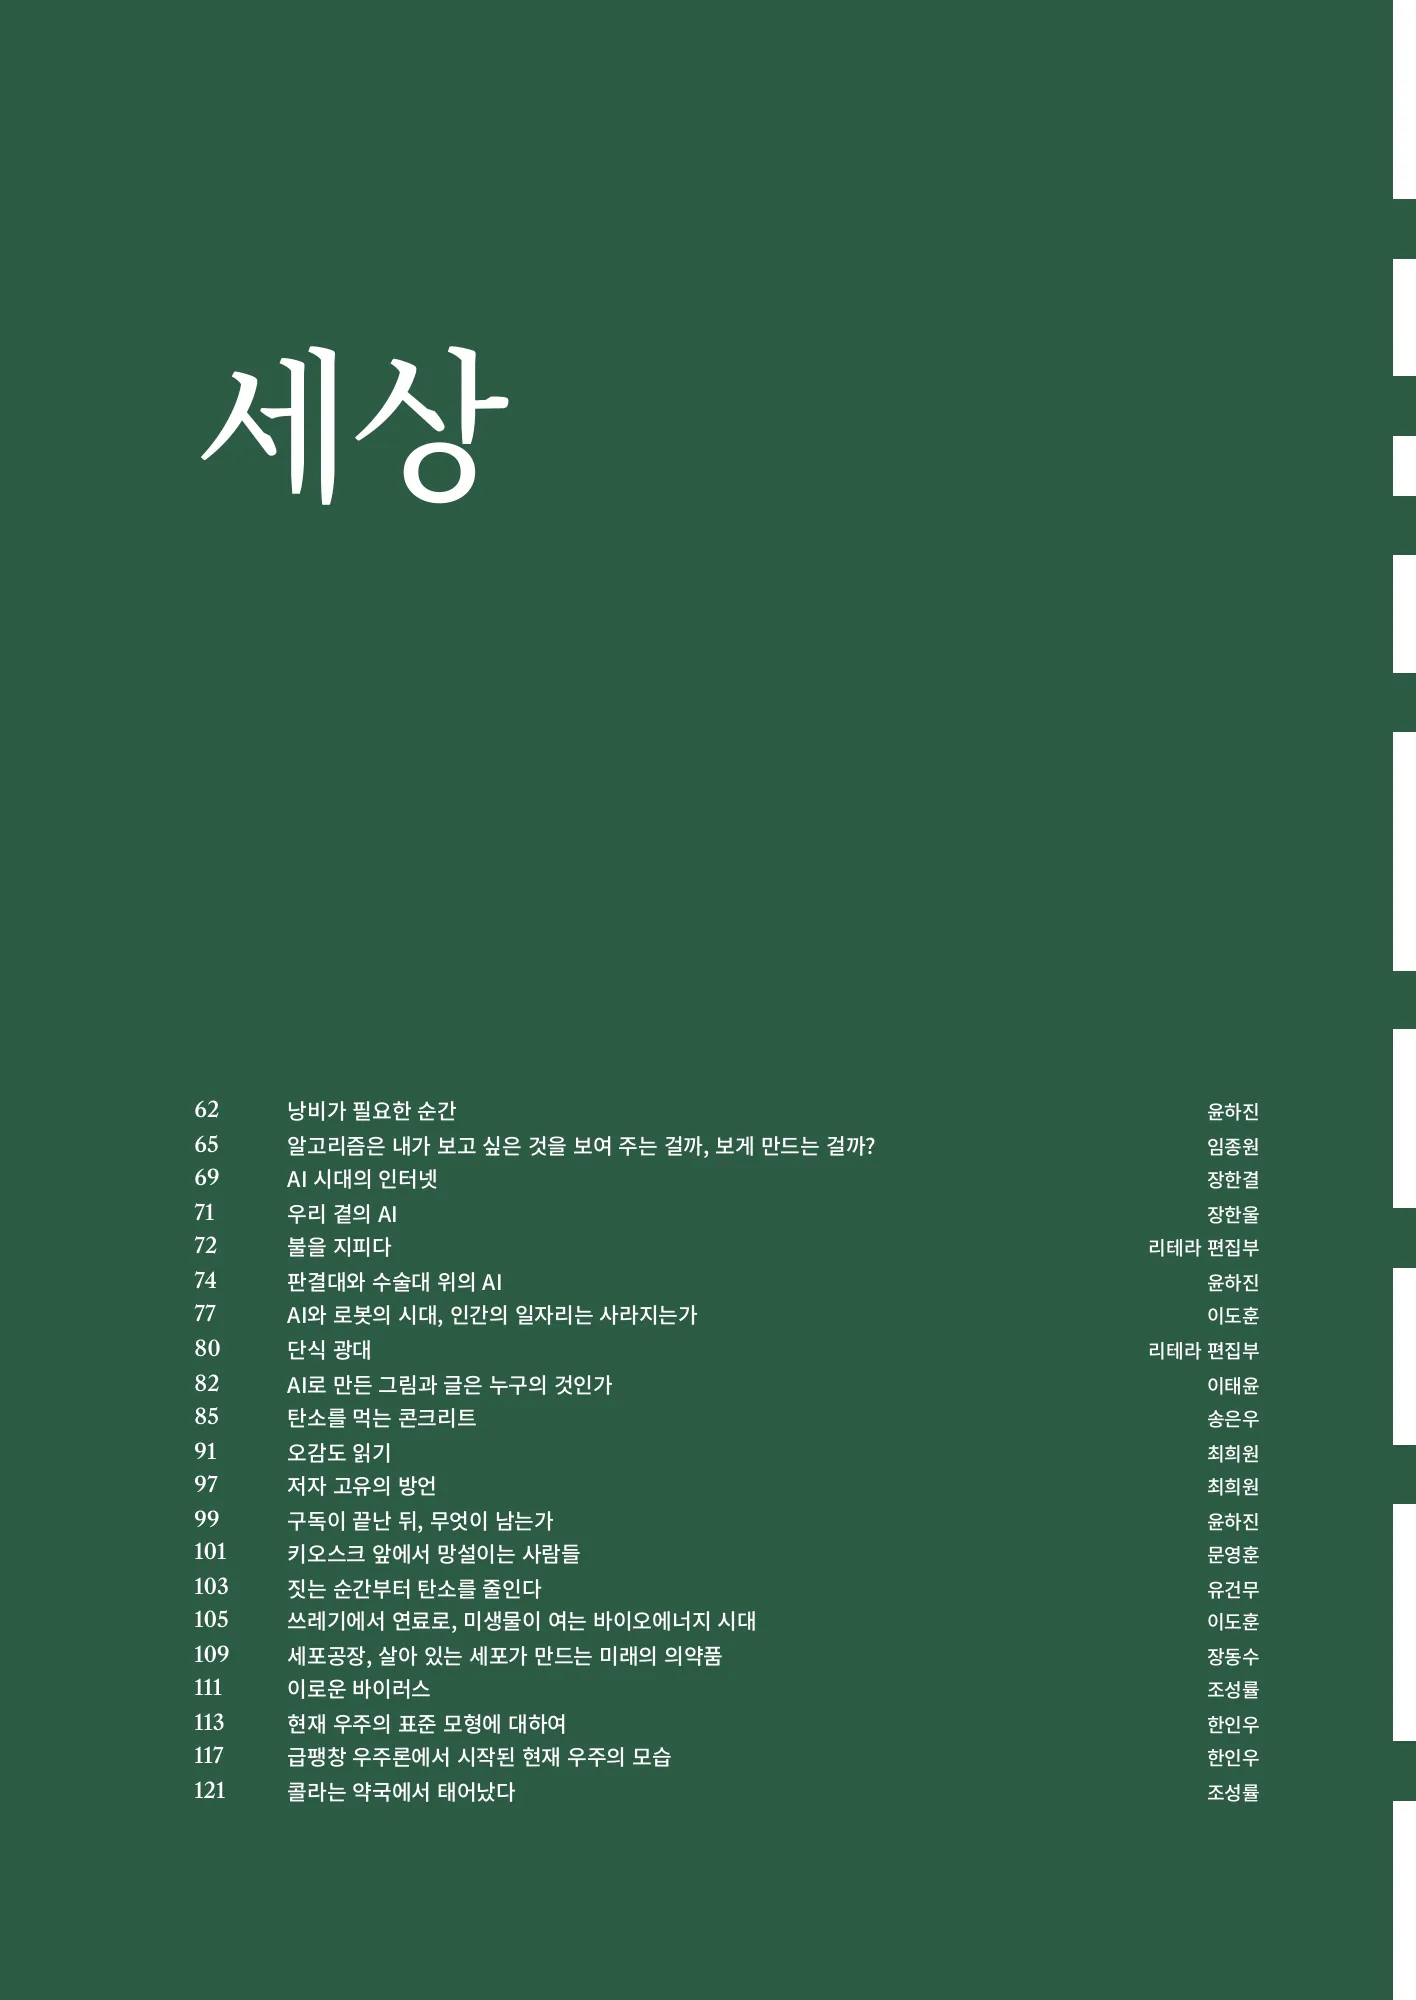 세상
62 낭비가 필요한 순간 윤하진
65 알고리즘은 내가 보고 싶은 것을 보여 주는 걸까, 보게 만드는 걸까? 임종원
69 AI 시대의 인터넷 장한결
71 우리 곁의 AI 장한울
72 불을 지피다 리테라 편집부
74 판결대와 수술대 위의 AI 윤하진
77 AI와 로봇의 시대, 인간의 일자리는 사라지는가 이도훈
80 단식 광대 리테라 편집부
82 AI로 만든 그림과 글은 누구의 것인가 이태윤
85 탄소를 먹는 콘크리트 송은우
91 오감도 읽기 최희원
97 저자 고유의 방언 최희원
99 구독이 끝난 뒤, 무엇이 남는가 윤하진
101 키오스크 앞에서 망설이는 사람들 문영훈
103 짓는 순간부터 탄소를 줄인다 유건무
105 쓰레기에서 연료로, 미생물이 여는 바이오에너지 시대 이도훈
109 세포공장, 살아 있는 세포가 만드는 미래의 의약품 장동수
111 이로운 바이러스 조성률
113 현재 우주의 표준 모형에 대하여 한인우
117 급팽창 우주론에서 시작된 현재 우주의 모습 한인우
121 콜라는 약국에서 태어났다 조성률